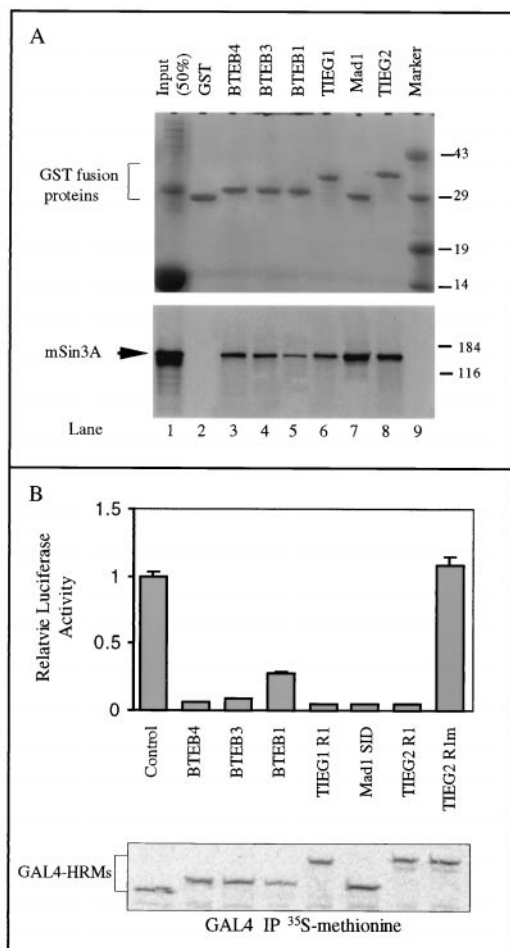 A
Input (50%)
GST
BTEB4
BTEB3
BTEB1
TIEG1
Mad1
TIEG2
Marker
GST fusion
proteins
43
29
19
14
mSin3A
184
116
Lane 1 2 3 4 5 6 7 8 9
B
Relatvie Luciferase
Activity
1.5
1
0.5
0
Control
BTEB4
BTEB3
BTEB1
TIEG1 R1
Mad1 SID
TIEG2 R1
TIEG2 R1m
GAL4-HRMs
GAL4 IP 35S-methionine